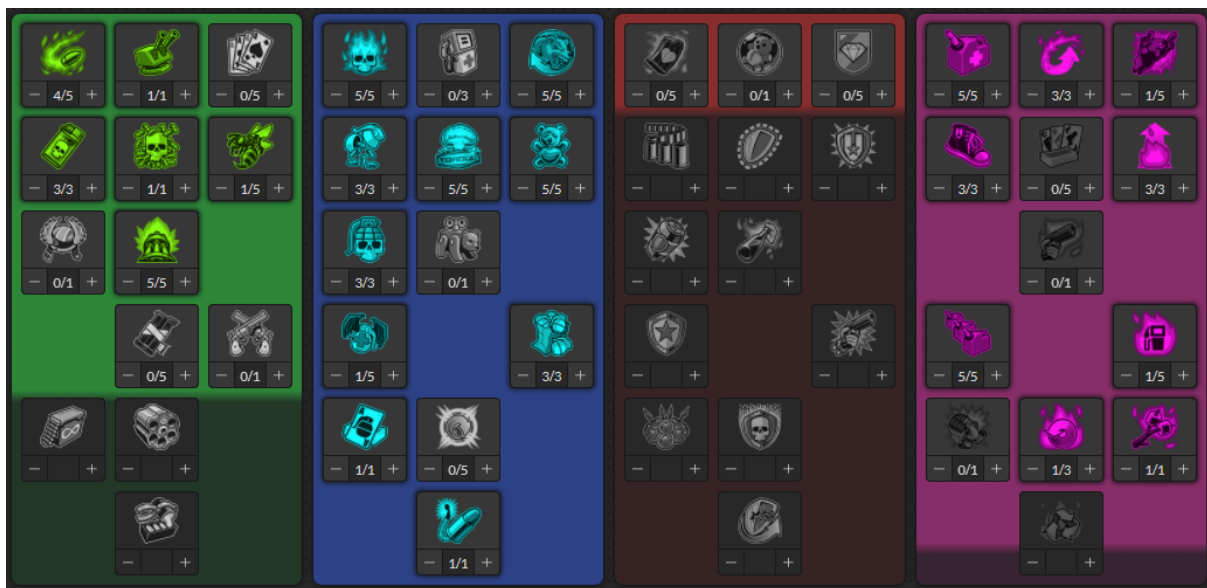 − 4/5 + − 1/1 + − 0/5 +
− 3/3 + − 1/1 + − 1/5 +
− 0/1 + − 5/5 +
− 0/5 + − 0/1 +
− + − +
− +
− 5/5 + − 0/3 + − 5/5 +
TORGUE
− 3/3 + − 5/5 + − 5/5 +
− 3/3 + − 0/1 +
− 1/5 + − 3/3 +
− 1/1 + − 0/5 +
− 1/1 +
− 0/5 + − 0/1 + − 0/5 +
− + − + − +
− + − +
− + − +
− + − +
− +
− 5/5 + − 3/3 + − 1/5 +
− 3/3 + − 0/5 + − 3/3 +
− 0/1 +
− 5/5 + − 1/5 +
− 0/1 + − 1/3 + − 1/1 +
− +